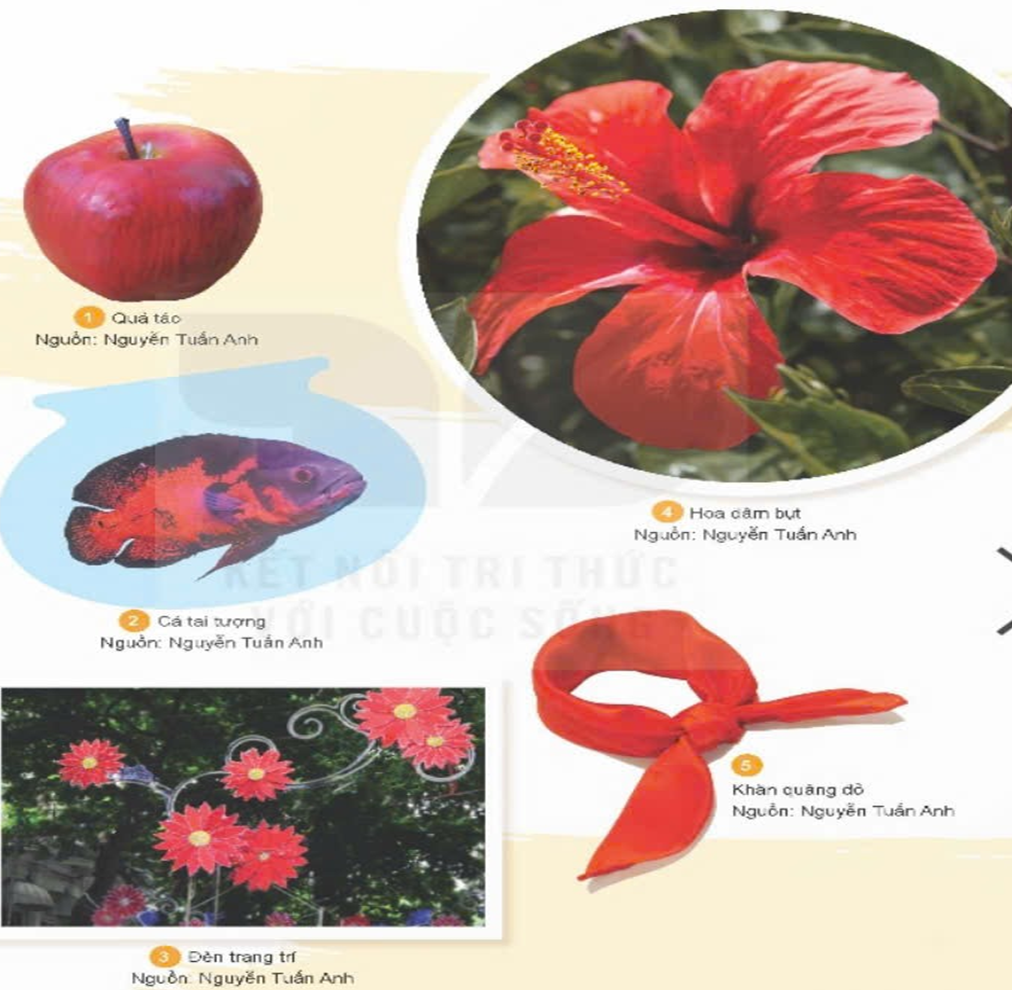 1 Quả táo
Nguồn: Nguyễn Tuấn Anh
2 Cá tai tượng
Nguồn: Nguyễn Tuấn Anh
3 Đèn trang trí
Nguồn: Nguyễn Tuấn Anh
4 Hoa dâm bụt
Nguồn: Nguyễn Tuấn Anh
5
Khăn quàng đỏ
Nguồn: Nguyễn Tuấn Anh
KẾT NỐI TRI THỨC
VỚI CUỘC SỐNG